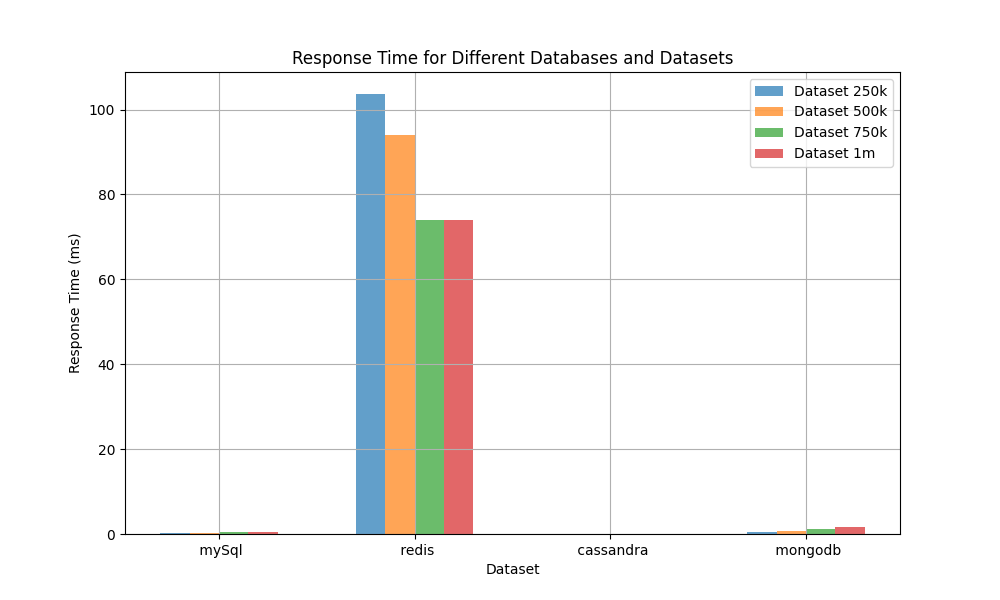 Response Time for Different Databases and Datasets
Dataset 250k
Dataset 500k
Dataset 750k
Dataset 1m
Response Time (ms)
100
80
60
40
20
0
mySql redis cassandra mongodb
Dataset